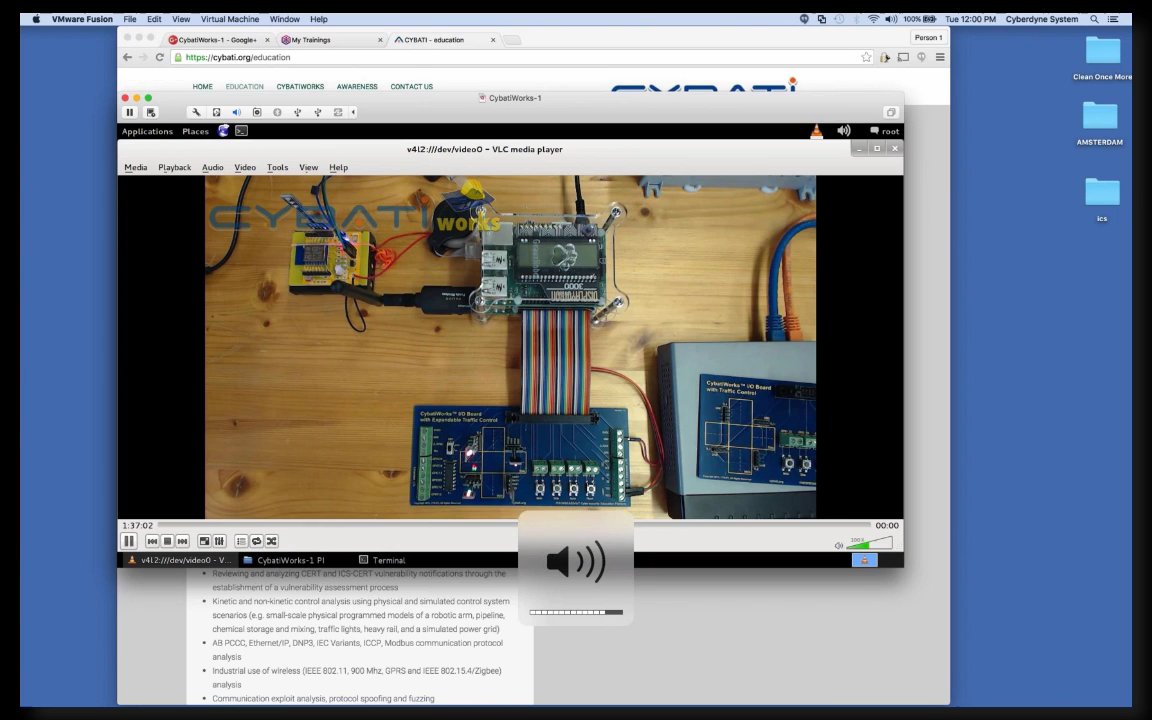 VMware Fusion File Edit View Virtual Machine Window Help 100% Tue 12:00 PM Cyberdyne System
CybatiWorks-1 - Google+ × My Trainings × CYBATI - education × Person 1
https://cybati.org/education
HOME EDUCATION CYBATIWORKS AWARENESS CONTACT US
Clean Once More
AMSTERDAM
ics
CybatiWorks-1
Applications Places root
v4l2:///dev/video0 - VLC media player
Media Playback Audio Video Tools View Help
CYBATI works
DISPLAYOTRON
3000
CybatiWorks™ I/O Board
with Traffic Control
CybatiWorks™ I/O Board
with Expandable Traffic Control
1:37:02 00:00
100%
v4l2:///dev/video0 - V... CybatiWorks-1 PI Terminal
• Reviewing and analyzing CERT and ICS-CERT vulnerability notifications through the
establishment of a vulnerability assessment process
• Kinetic and non-kinetic control analysis using physical and simulated control system
scenarios (e.g. small-scale physical programmed models of a robotic arm, pipeline,
chemical storage and mixing, traffic lights, heavy rail, and a simulated power grid)
• AB PCCC, Ethernet/IP, DNP3, IEC Variants, ICCP, Modbus communication protocol
analysis
• Industrial use of wireless (IEEE 802.11, 900 Mhz, GPRS and IEEE 802.15.4/Zigbee)
analysis
• Communication exploit analysis, protocol spoofing and fuzzing